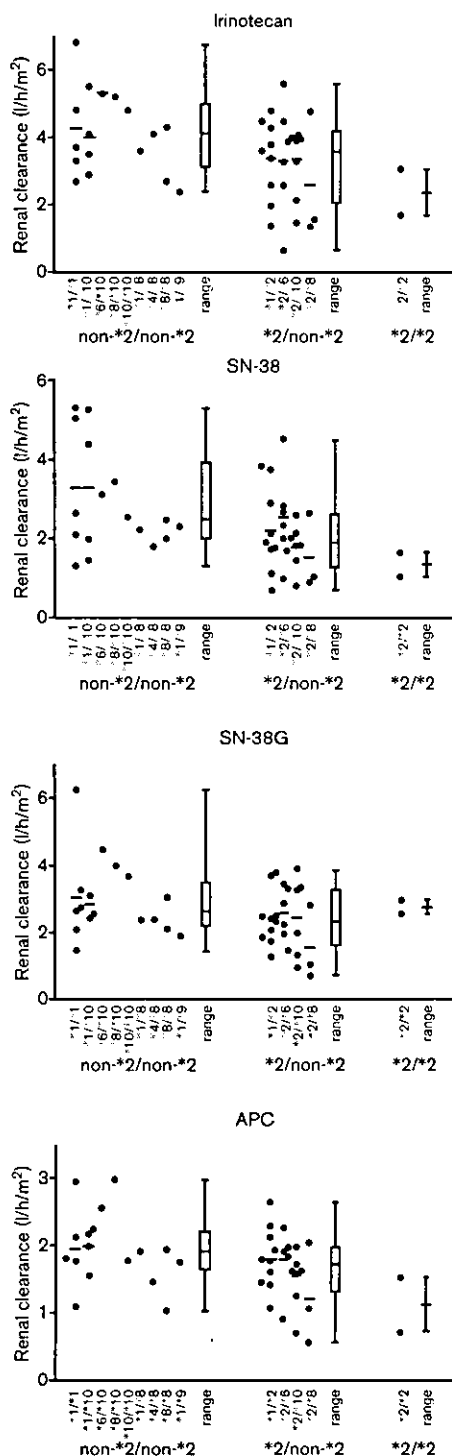 Irinotecan
Renal clearance (l/h/m²)
6
4
2
0
*1/*1
*1/*10
*6/*10
*8/*10
*10/*10
*1/*8
*4/*8
*8/*8
*1/*9
range
*1/*2
*2/*6
*2/*10
*2/*8
range
*2/*2
range
non-*2/non-*2
*2/non-*2
*2/*2
SN-38
Renal clearance (l/h/m²)
6
4
2
0
*1/*1
*1/*10
*6/*10
*8/*10
*10/*10
*1/*8
*4/*8
*8/*8
*1/*9
range
*1/*2
*2/*6
*2/*10
*2/*8
range
*2/*2
range
non-*2/non-*2
*2/non-*2
*2/*2
SN-38G
Renal clearance (l/h/m²)
6
4
2
0
*1/*1
*1/*10
*6/*10
*8/*10
*10/*10
*1/*8
*4/*8
*8/*8
*1/*9
range
*1/*2
*2/*6
*2/*10
*2/*8
range
*2/*2
range
non-*2/non-*2
*2/non-*2
*2/*2
APC
Renal clearance (l/h/m²)
3
2
1
0
*1/*1
*1/*10
*6/*10
*8/*10
*10/*10
*1/*8
*4/*8
*8/*8
*1/*9
range
*1/*2
*2/*6
*2/*10
*2/*8
range
*2/*2
range
non-*2/non-*2
*2/non-*2
*2/*2